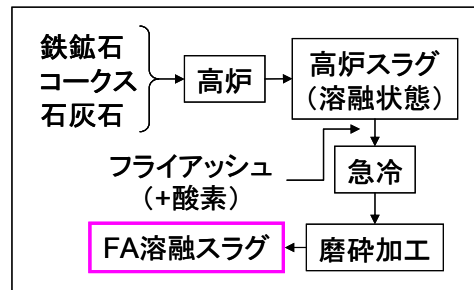 鉄鉱石
コークス
石灰石
高炉
高炉スラグ
(溶融状態)
フライアッシュ
(+酸素)
急冷
磨砕加工
FA溶融スラグ